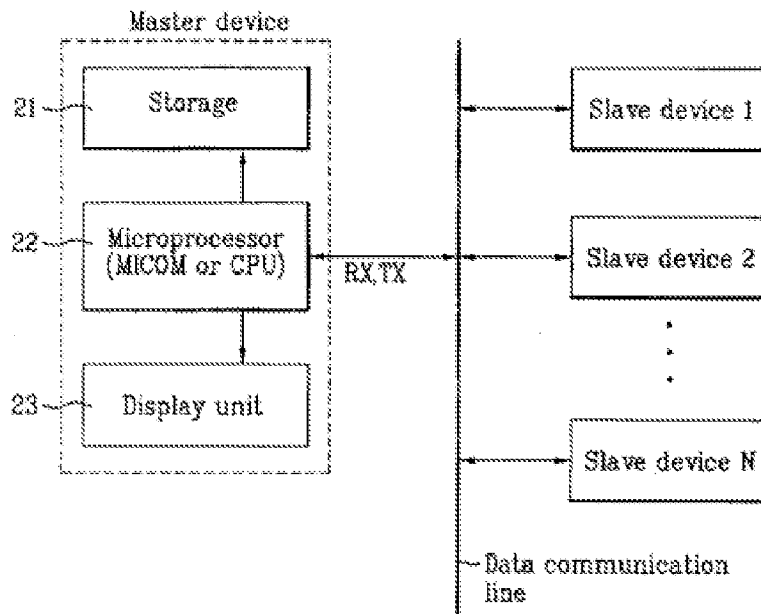 Master device
21
Storage
22
Microprocessor
(MICOM or CPU)
23
Display unit
RX,TX
Slave device 1
Slave device 2
Slave device N
Data communication
line